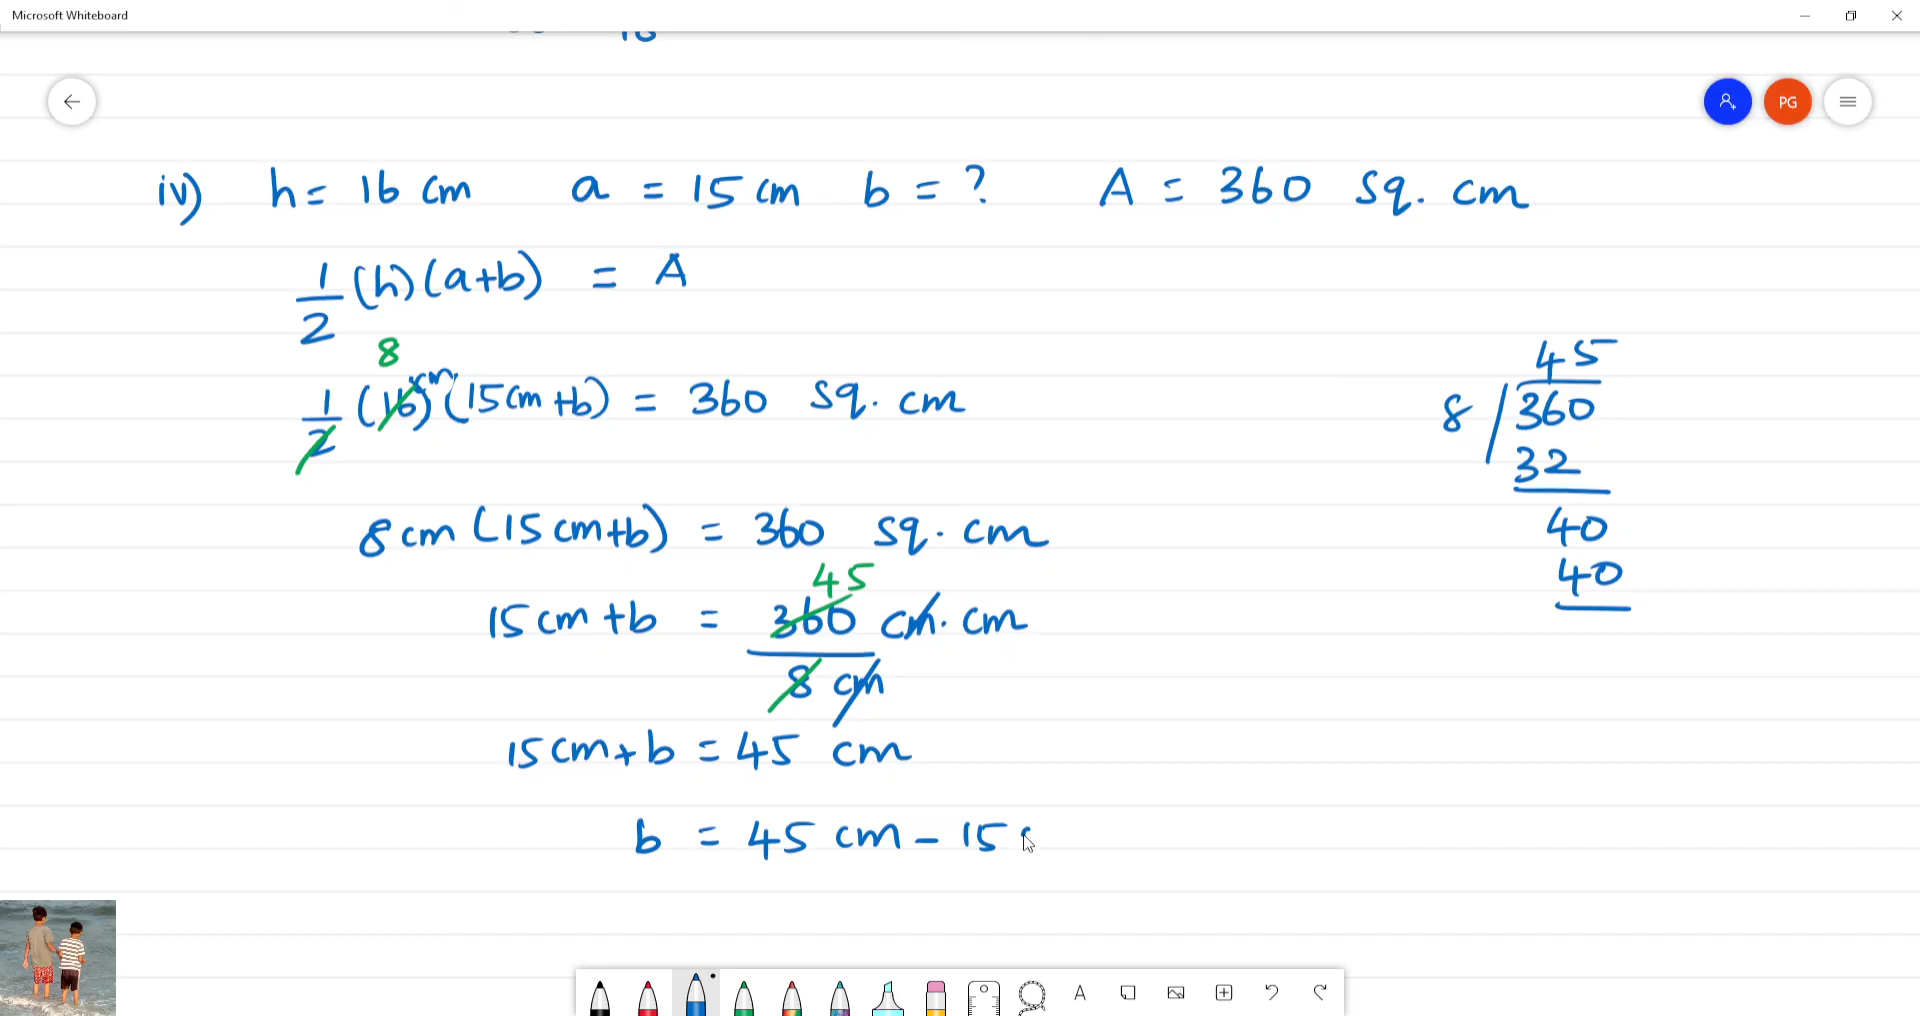 Microsoft Whiteboard
16
PG
iv) h = 16 cm a = 15 cm b = ? A = 360 sq. cm
1/2 (h) (a+b) = A
8
1/2 (16)cm (15cm+b) = 360 sq. cm
8 cm (15 cm+b) = 360 sq. cm
45
15 cm + b = 360 cm. cm
8 cm
15 cm + b = 45 cm
b = 45 cm - 15
45
8 360
32
40
40
A